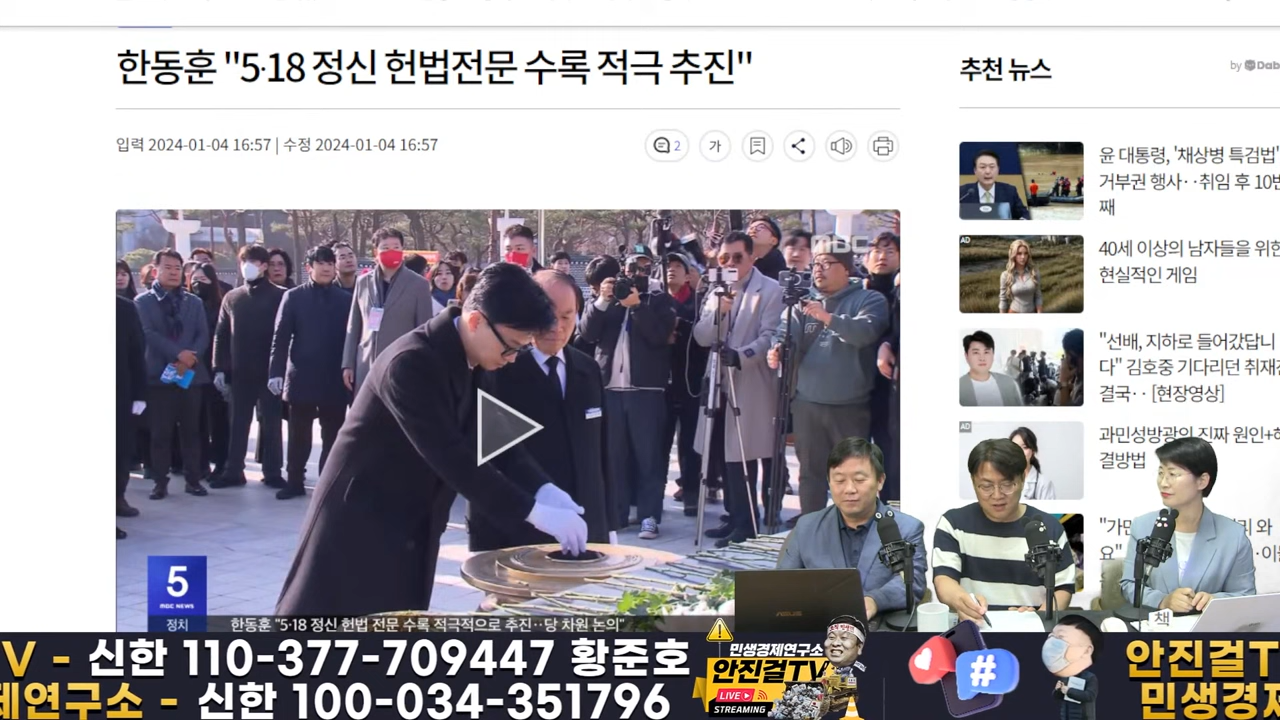 한동훈 "5·18 정신 헌법전문 수록 적극 추진"
입력 2024-01-04 16:57 | 수정 2024-01-04 16:57
2
가
MBC
5
MBC NEWS
정치
한동훈 "5·18 정신 헌법 전문 수록 적극적으로 추진‥당 차원 논의"
추천 뉴스
by Dab
윤 대통령, '채상병 특검법'
거부권 행사‥취임 후 10번
째
AD
40세 이상의 남자들을 위한
현실적인 게임
"선배, 지하로 들어갔답니
다" 김호중 기다리던 취재진
결국‥ [현장영상]
AD
과민성방광의 진짜 원인+해
결방법
"가만
요"
ASUS
책
V - 신한 110-377-709447 황준호
제연구소 - 신한 100-034-351796
민생경제연구소
안진걸TV
LIVE
STREAMING
#
안진걸T
민생경제